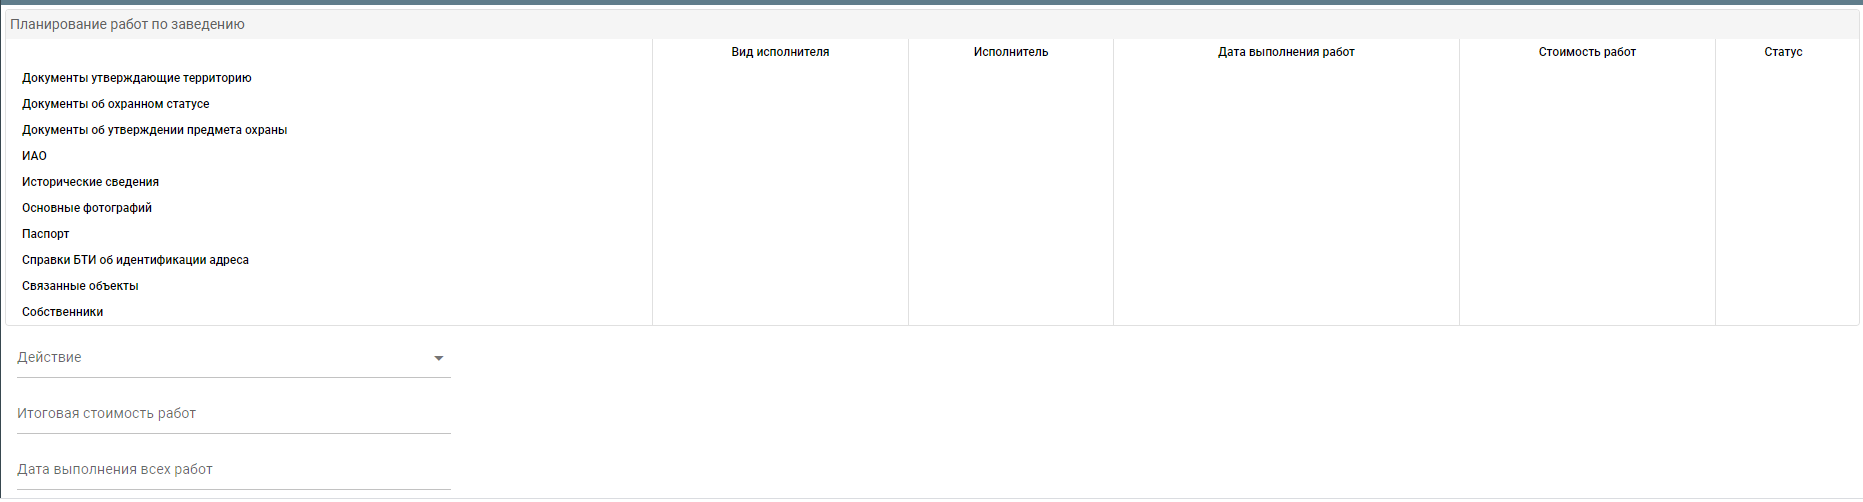 Планирование работ по заведению
Вид исполнителя Исполнитель Дата выполнения работ Стоимость работ Статус
Документы утверждающие территорию
Документы об охранном статусе
Документы об утверждении предмета охраны
ИАО
Исторические сведения
Основные фотографий
Паспорт
Справки БТИ об идентификации адреса
Связанные объекты
Собственники
Действие
Итоговая стоимость работ
Дата выполнения всех работ